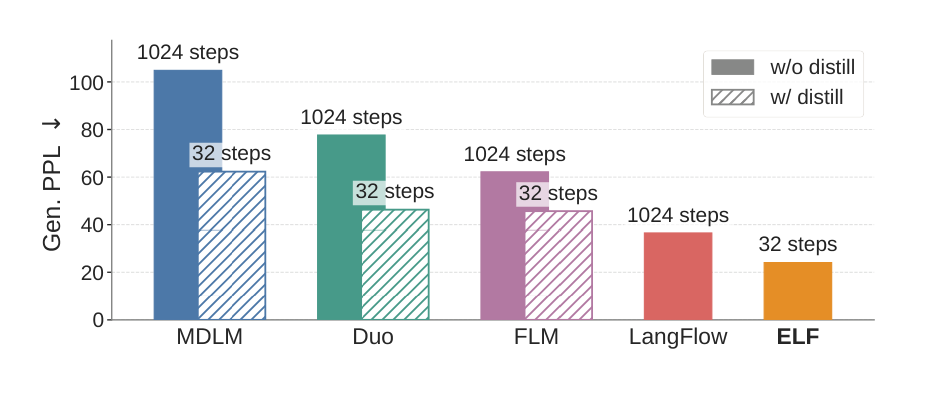 1024 steps
w/o distill
w/ distill
100
80
60
40
20
0
Gen. PPL ↓
1024 steps
32 steps
1024 steps
32 steps
32 steps
1024 steps
32 steps
MDLM
Duo
FLM
LangFlow
ELF